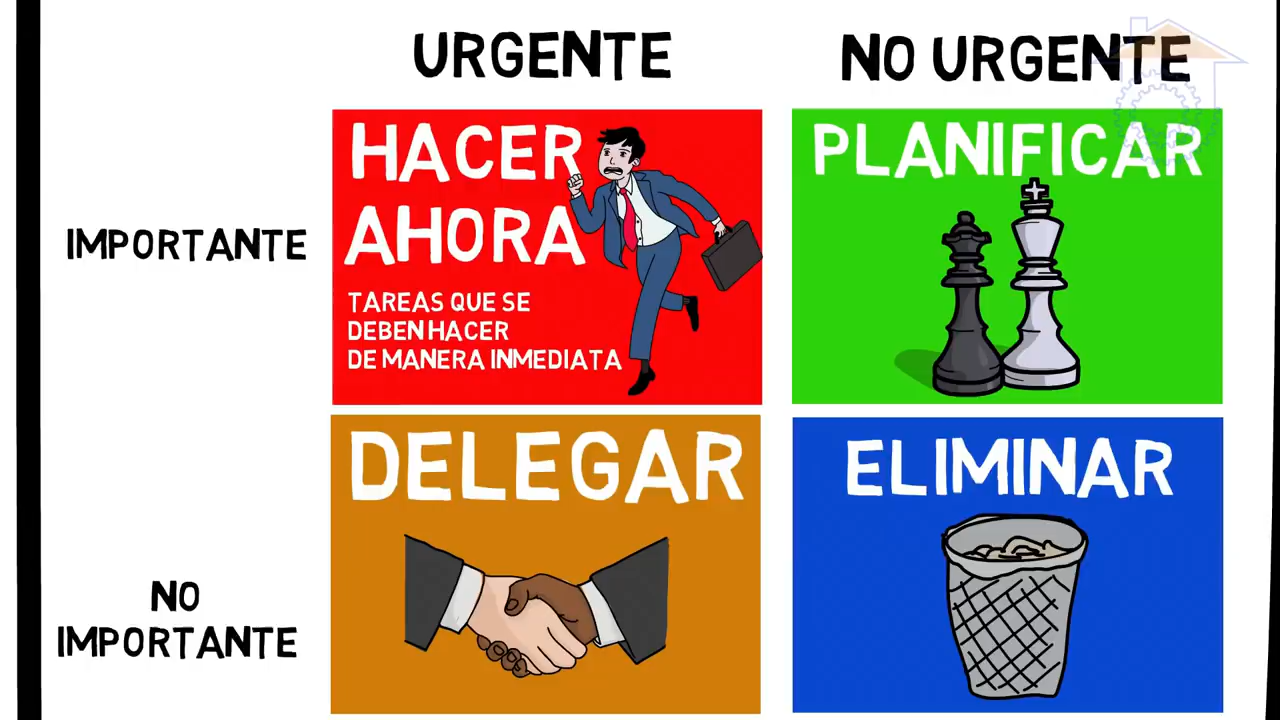 URGENTE
NO URGENTE
IMPORTANTE
HACER
AHORA
TAREAS QUE SE
DEBEN HACER
DE MANERA INMEDIATA
PLANIFICAR
NO
IMPORTANTE
DELEGAR
ELIMINAR